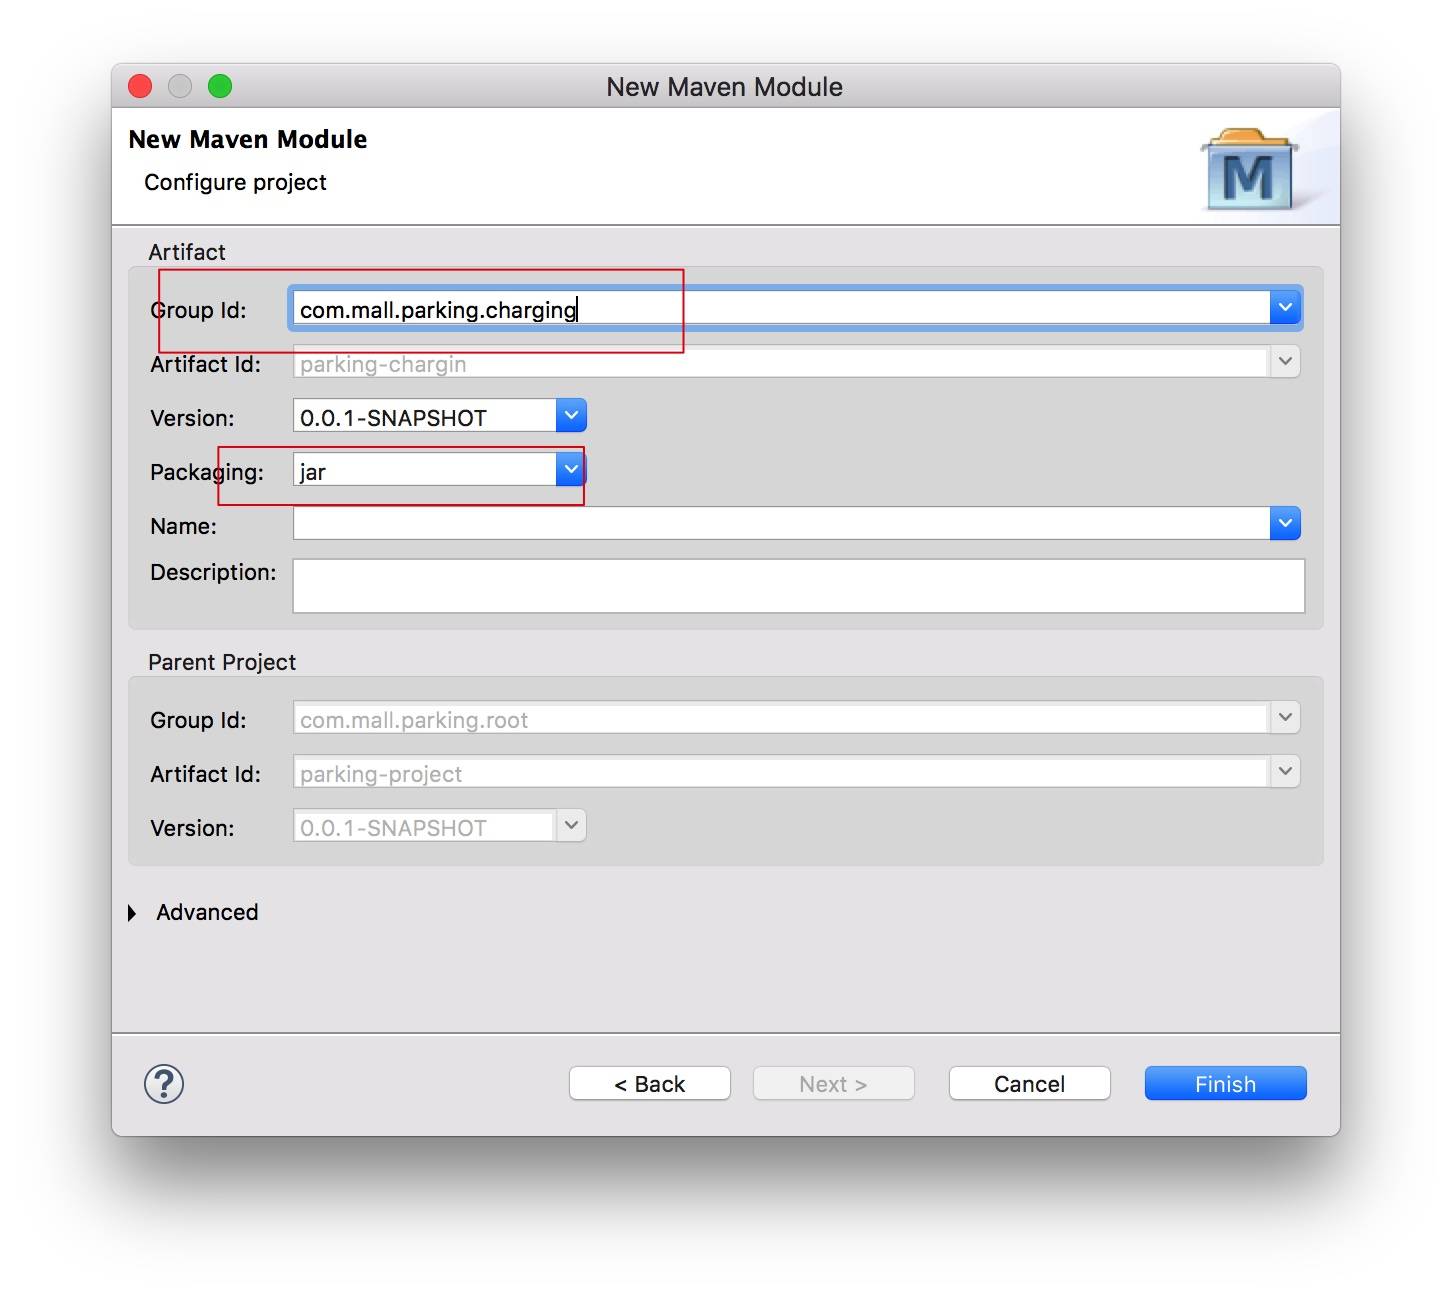 New Maven Module
New Maven Module
Configure project
M
Artifact
Group Id: com.mall.parking.charging
Artifact Id: parking-chargin
Version: 0.0.1-SNAPSHOT
Packaging: jar
Name:
Description:
Parent Project
Group Id: com.mall.parking.root
Artifact Id: parking-project
Version: 0.0.1-SNAPSHOT
Advanced
? < Back Next > Cancel Finish